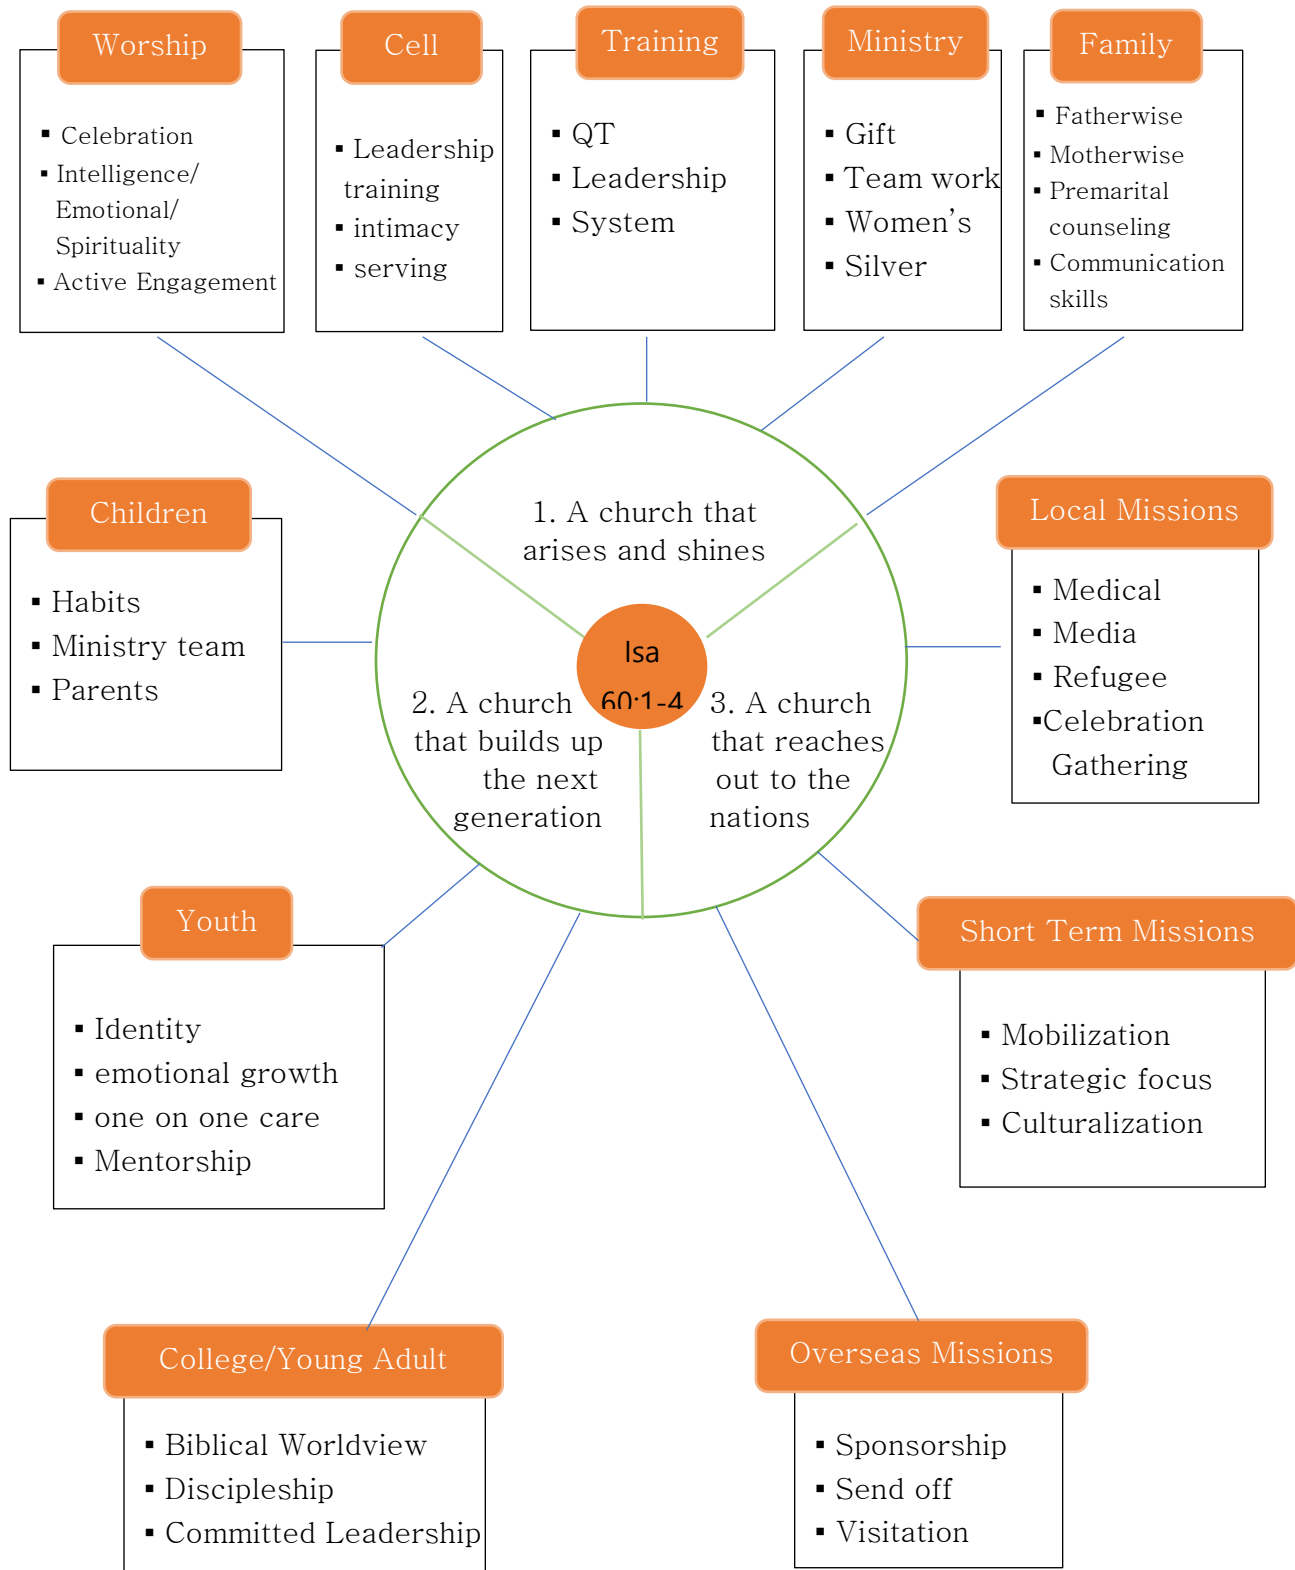 Worship
▪ Celebration
▪ Intelligence/
Emotional/
Spirituality
▪ Active Engagement
Cell
▪ Leadership
training
▪ intimacy
▪ serving
Training
▪ QT
▪ Leadership
▪ System
Ministry
▪ Gift
▪ Team work
▪ Women's
▪ Silver
Family
▪ Fatherwise
▪ Motherwise
▪ Premarital
counseling
▪ Communication
skills
Children
▪ Habits
▪ Ministry team
▪ Parents
1. A church that
arises and shines
Isa
60:1-4
2. A church
that builds up
the next
generation
3. A church
that reaches
out to the
nations
Local Missions
▪ Medical
▪ Media
▪ Refugee
▪Celebration
Gathering
Youth
▪ Identity
▪ emotional growth
▪ one on one care
▪ Mentorship
Short Term Missions
▪ Mobilization
▪ Strategic focus
▪ Culturalization
College/Young Adult
▪ Biblical Worldview
▪ Discipleship
▪ Committed Leadership
Overseas Missions
▪ Sponsorship
▪ Send off
▪ Visitation